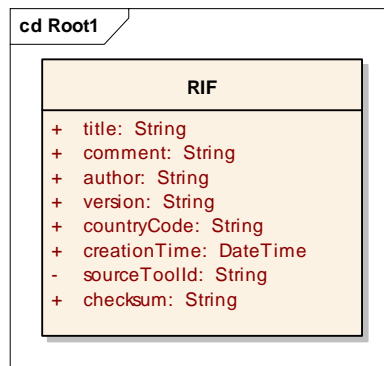 cd Root1
RIF
+ title: String
+ comment: String
+ author: String
+ version: String
+ countryCode: String
+ creationTime: DateTime
- sourceToolId: String
+ checksum: String